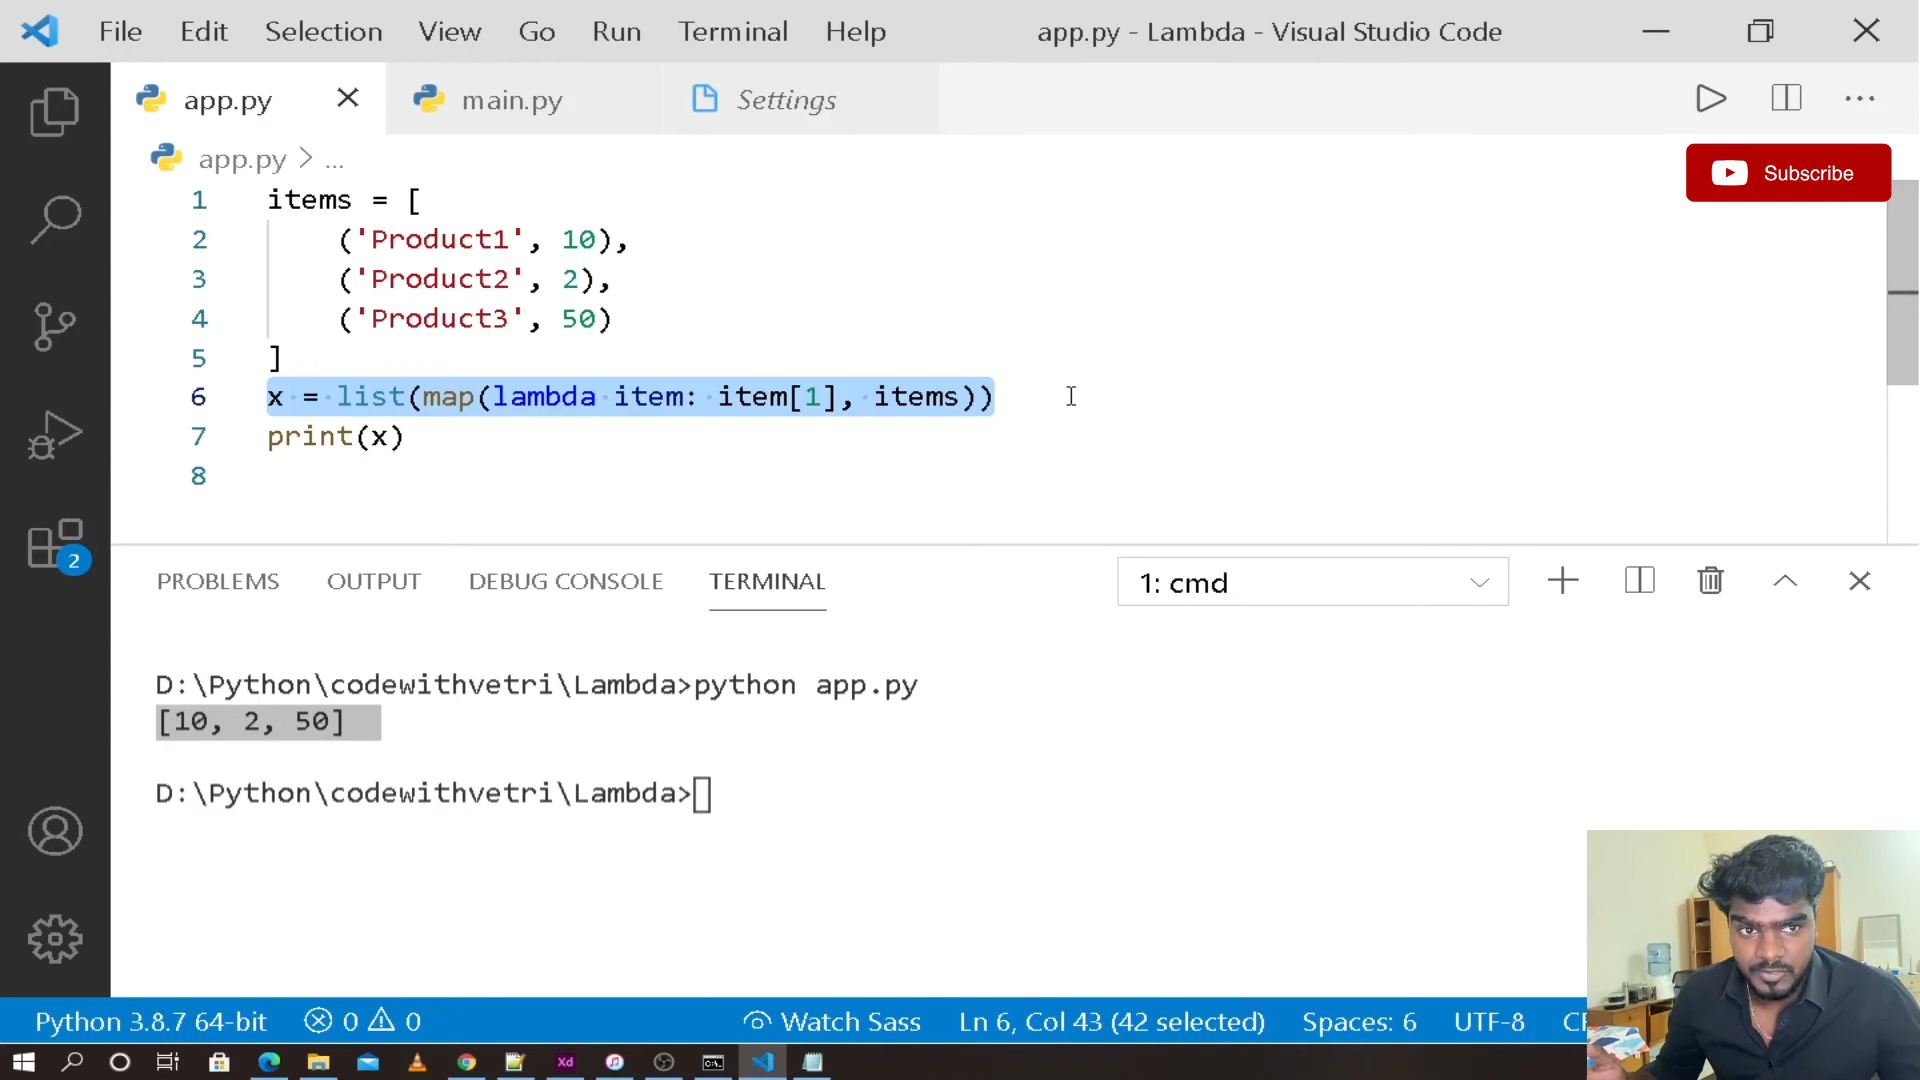 File Edit Selection View Go Run Terminal Help app.py - Lambda - Visual Studio Code
app.py main.py Settings
app.py > ...
Subscribe
1 items = [
2 ('Product1', 10),
3 ('Product2', 2),
4 ('Product3', 50)
5 ]
6 x = list(map(lambda item: item[1], items))
7 print(x)
8
2
PROBLEMS OUTPUT DEBUG CONSOLE TERMINAL 1: cmd
D:\Python\codewithvetri\Lambda>python app.py
[10, 2, 50]
D:\Python\codewithvetri\Lambda>
Python 3.8.7 64-bit 0 0 Watch Sass Ln 6, Col 43 (42 selected) Spaces: 6 UTF-8
Xd